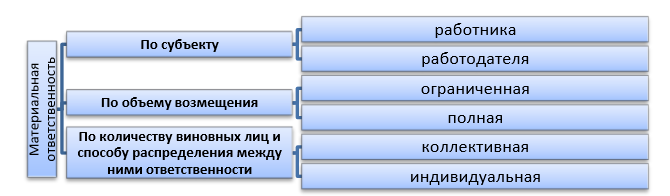 Материальная
ответственность
По субъекту
работника
работодателя
По объему возмещения
ограниченная
полная
По количеству виновных лиц и
способу распределения между
ними ответственности
коллективная
индивидуальная